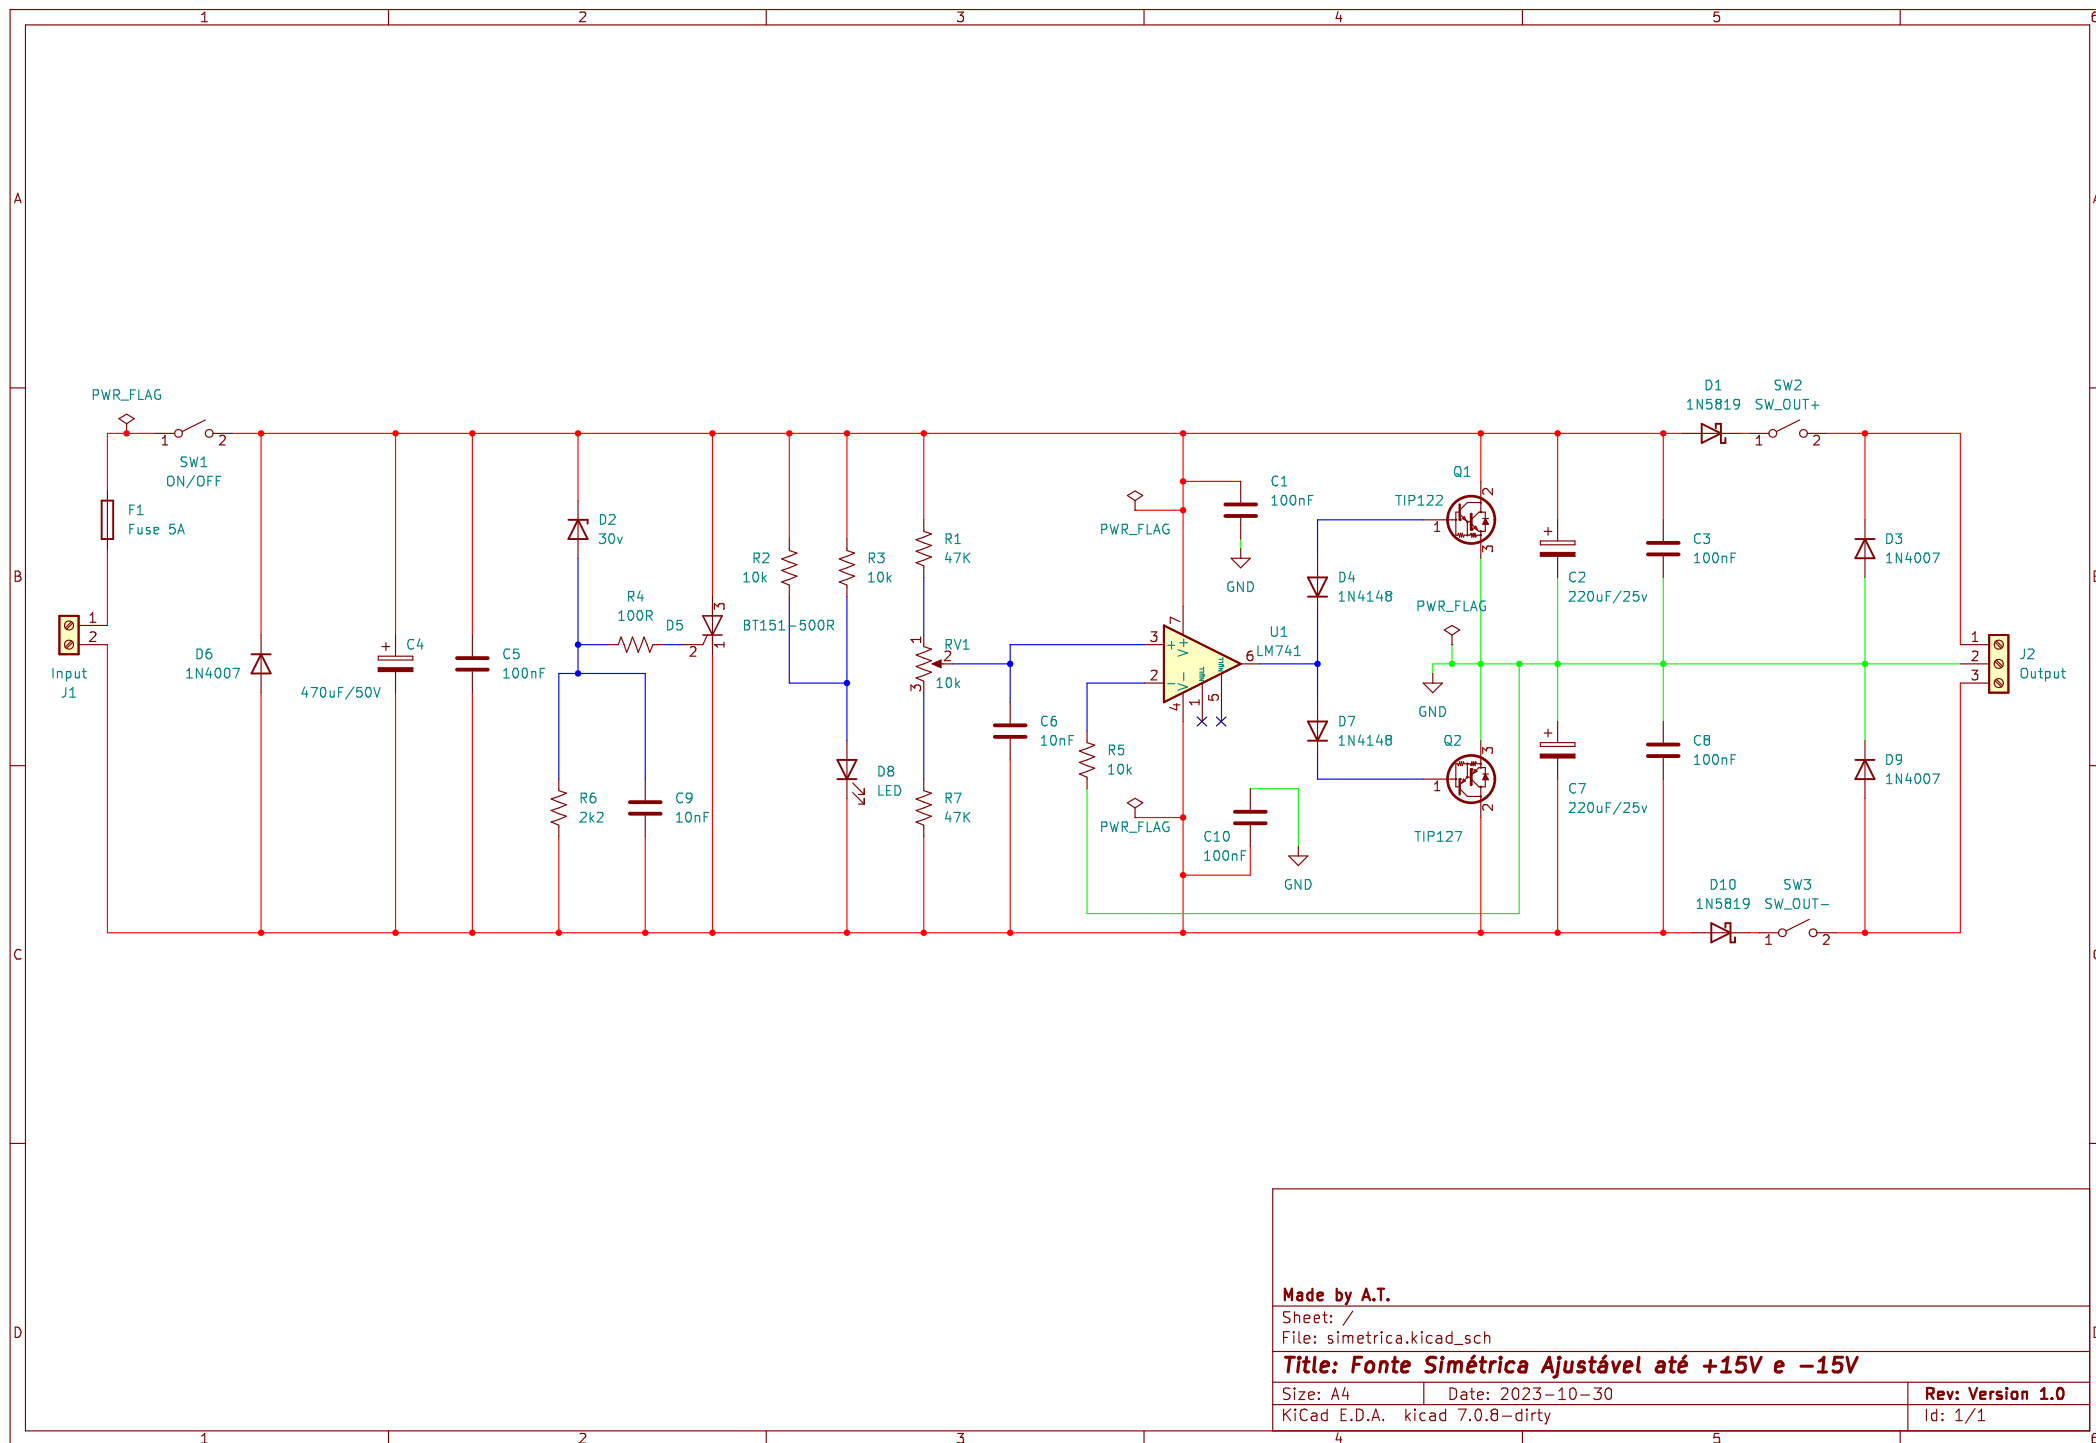 1 2 3 4 5 6
A
B
C
D
PWR_FLAG
1 2
SW1
ON/OFF
F1
Fuse 5A
1
2
Input
J1
D6
1N4007
+ C4
470uF/50V
C5
100nF
D2
30v
R4
100R
D5
BT151-500R
3
2
1
R6
2k2
C9
10nF
R2
10k
R3
10k
D8
LED
R1
47K
RV1
10k
1
2
3
R7
47K
C6
10nF
R5
10k
PWR_FLAG
C1
100nF
GND
U1
LM741
3 + V+ 7
2 - V- 4
6
1 NULL
5 NULL
PWR_FLAG
C10
100nF
GND
D4
1N4148
D7
1N4148
Q1
TIP122
1
2
3
PWR_FLAG
GND
Q2
TIP127
1
3
2
+
C2
220uF/25v
+
C7
220uF/25v
C3
100nF
C8
100nF
D1
1N5819
SW2
SW_OUT+
1 2
D3
1N4007
D9
1N4007
D10
1N5819
SW3
SW_OUT-
1 2
1
2
3
J2
Output
Made by A.T.
Sheet: /
File: simetrica.kicad_sch
Title: Fonte Simétrica Ajustável até +15V e -15V
Size: A4 Date: 2023-10-30 Rev: Version 1.0
KiCad E.D.A. kicad 7.0.8-dirty Id: 1/1
1 2 3 4 5 6